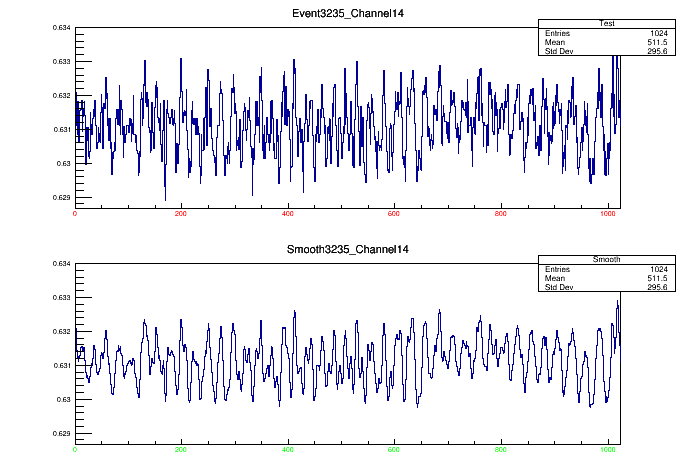 Event3235_Channel14
Test
Entries 1024
Mean 511.5
Std Dev 295.6
0.634
0.633
0.632
0.631
0.63
0.629
0 200 400 600 800 1000
Smooth3235_Channel14
Smooth
Entries 1024
Mean 511.5
Std Dev 295.6
0.634
0.633
0.632
0.631
0.63
0.629
0 200 400 600 800 1000